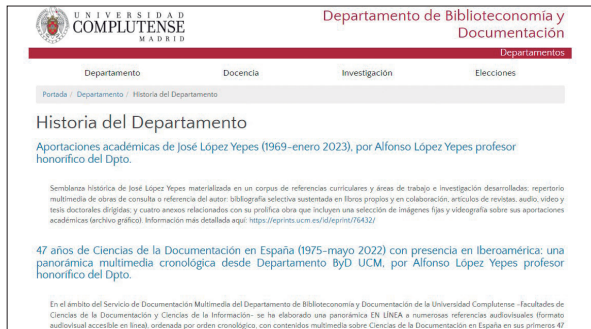 UNIVERSIDAD
COMPLUTENSE
MADRID
Departamento de Biblioteconomía y
Documentación
Departamentos
Departamento Docencia Investigación Elecciones
Portada / Departamento / Historia del Departamento
Historia del Departamento
Aportaciones académicas de José López Yepes (1969-enero 2023), por Alfonso López Yepes profesor
honorífico del Dpto.
Semblanza histórica de José López Yepes materializada en un corpus de referencias curriculares y áreas de trabajo e investigación desarrolladas: repertorio
multimedia de obras de consulta o referencia del autor: bibliografía selectiva sustentada en libros propios y en colaboración, artículos de revistas, audio, vídeo y
tesis doctorales dirigidas; y cuatro anexos relacionados con su prolífica obra que incluyen una selección de imágenes fijas y videografía sobre sus aportaciones
académicas (archivo gráfico). Información más detallada aquí: https://eprints.ucm.es/id/eprint/76432/
47 años de Ciencias de la Documentación en España (1975-mayo 2022) con presencia en Iberoamérica: una
panorámica multimedia cronológica desde Departamento ByD UCM, por Alfonso López Yepes profesor
honorífico del Dpto.
En el ámbito del Servicio de Documentación Multimedia del Departamento de Biblioteconomía y Documentación de la Universidad Complutense -Facultades de
Ciencias de la Documentación y Ciencias de la Información- se ha elaborado una panorámica EN LÍNEA a numerosas referencias audiovisuales (formato
audiovisual accesible en línea), ordenada por orden cronológico, con contenidos multimedia sobre Ciencias de la Documentación en España en sus primeros 47